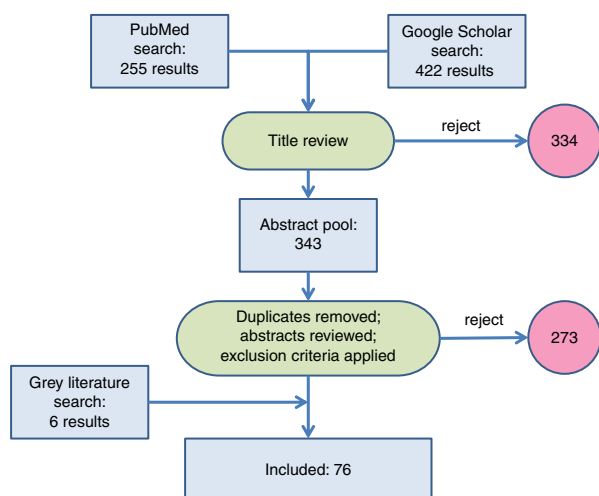 PubMed
search:
255 results
Google Scholar
search:
422 results
Title review
reject
334
Abstract pool:
343
Duplicates removed;
abstracts reviewed;
exclusion criteria applied
reject
273
Grey literature
search:
6 results
Included: 76